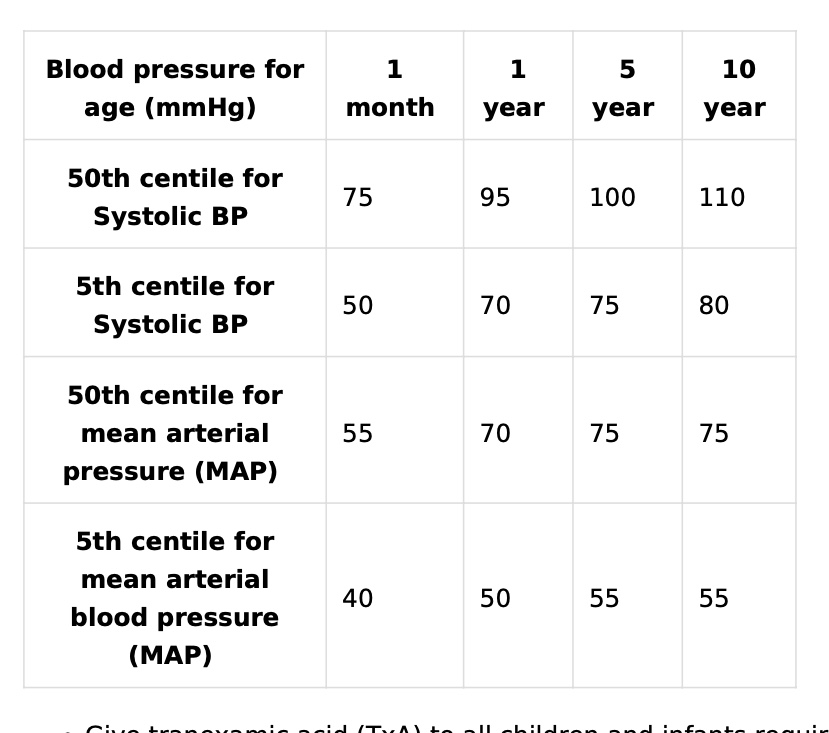 Blood pressure for age (mmHg) 1 month 1 year 5 year 10 year
50th centile for Systolic BP 75 95 100 110
5th centile for Systolic BP 50 70 75 80
50th centile for mean arterial pressure (MAP) 55 70 75 75
5th centile for mean arterial blood pressure (MAP) 40 50 55 55
• Give tranexamic acid (TxA) to all children and infants